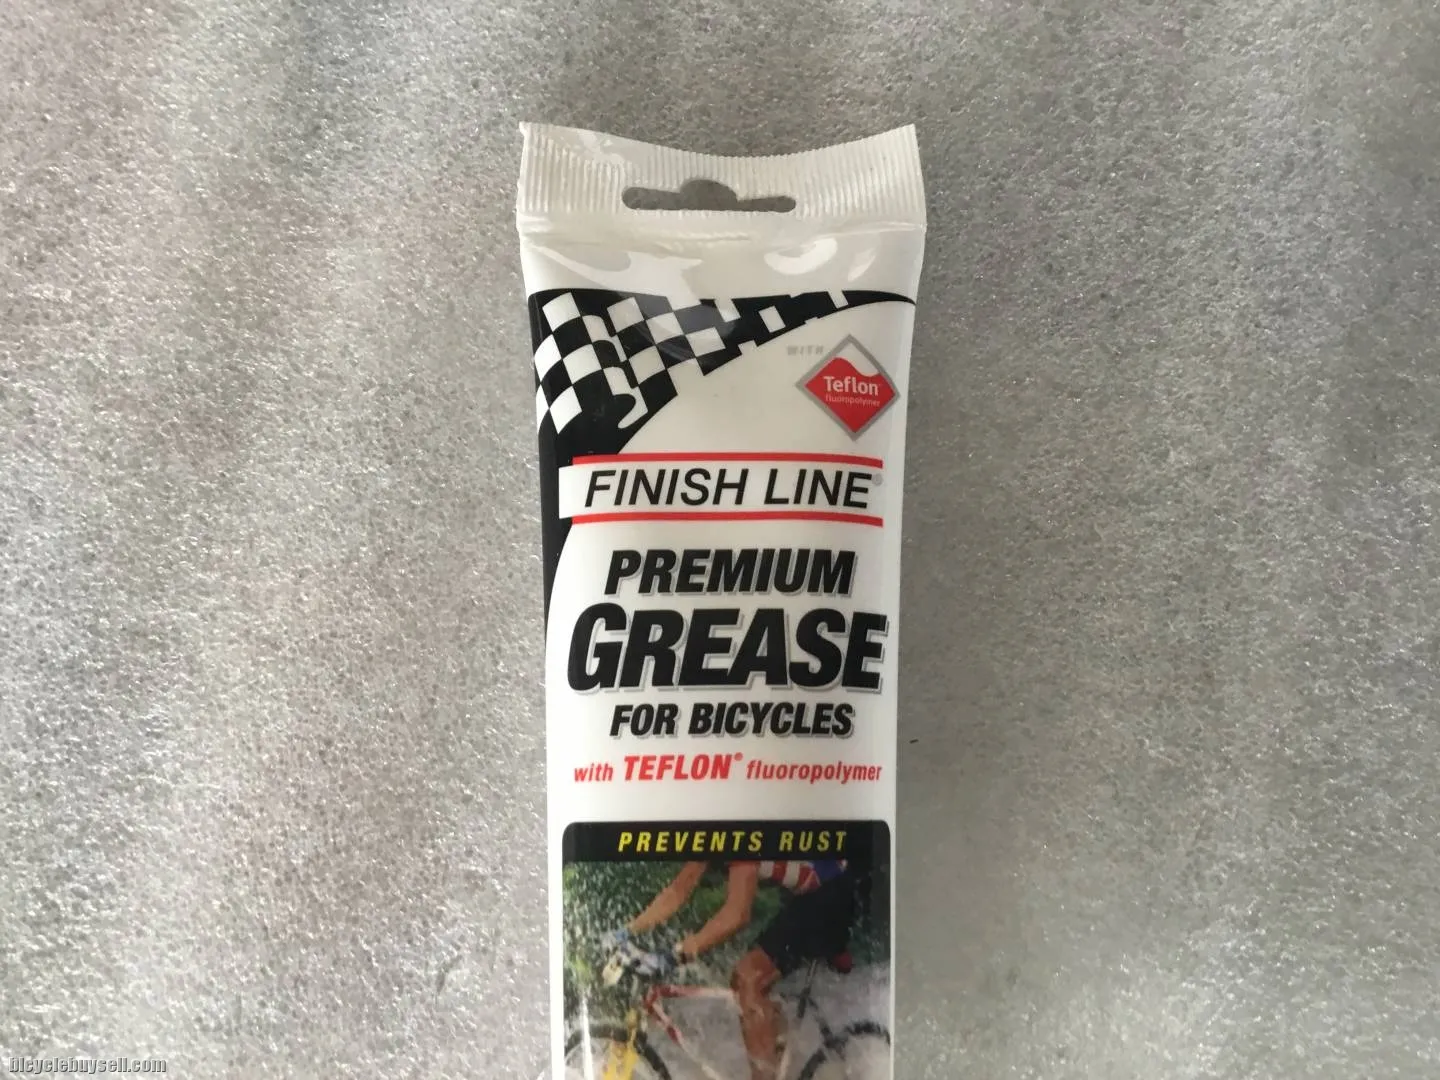 WITH
Teflon
fluoropolymer
FINISH LINE®
PREMIUM
GREASE
FOR BICYCLES
with TEFLON® fluoropolymer
PREVENTS RUST
bicyclebuysell.com